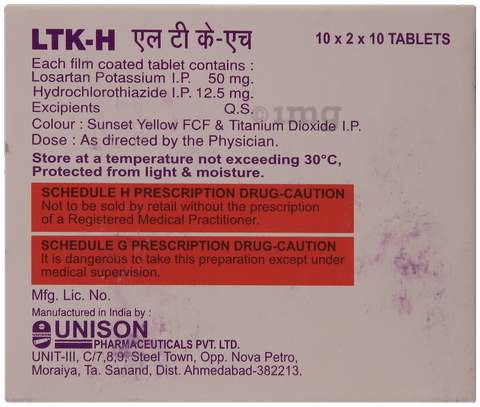 LTK-H एल टी के-एच 10 x 2 x 10 TABLETS
Each film coated tablet contains :
Losartan Potassium I.P. 50 mg.
Hydrochlorothiazide I.P. 12.5 mg.
Excipients Q.S.
1mg
Colour : Sunset Yellow FCF & Titanium Dioxide I.P.
Dose : As directed by the Physician.
Store at a temperature not exceeding 30°C,
Protected from light & moisture.
SCHEDULE H PRESCRIPTION DRUG-CAUTION
Not to be sold by retail without the prescription
of a Registered Medical Practitioner.
SCHEDULE G PRESCRIPTION DRUG-CAUTION
It is dangerous to take this preparation except under
medical supervision.
Mfg. Lic. No.
Manufactured in India by :
UNISON
PHARMACEUTICALS PVT. LTD.
UNIT-III, C/7,8,9, Steel Town, Opp. Nova Petro,
Moraiya, Ta. Sanand, Dist. Ahmedabad-382213.